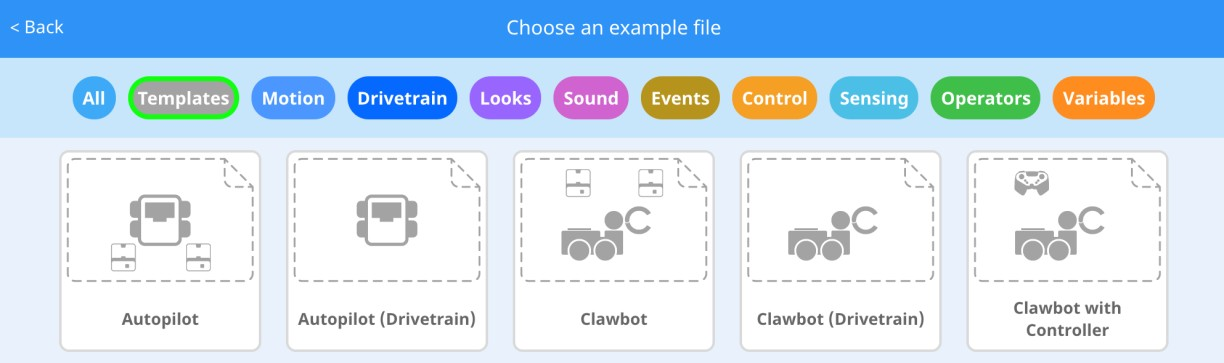 < Back
Choose an example file
All
Templates
Motion
Drivetrain
Looks
Sound
Events
Control
Sensing
Operators
Variables
Autopilot
Autopilot (Drivetrain)
Clawbot
Clawbot (Drivetrain)
Clawbot with
Controller